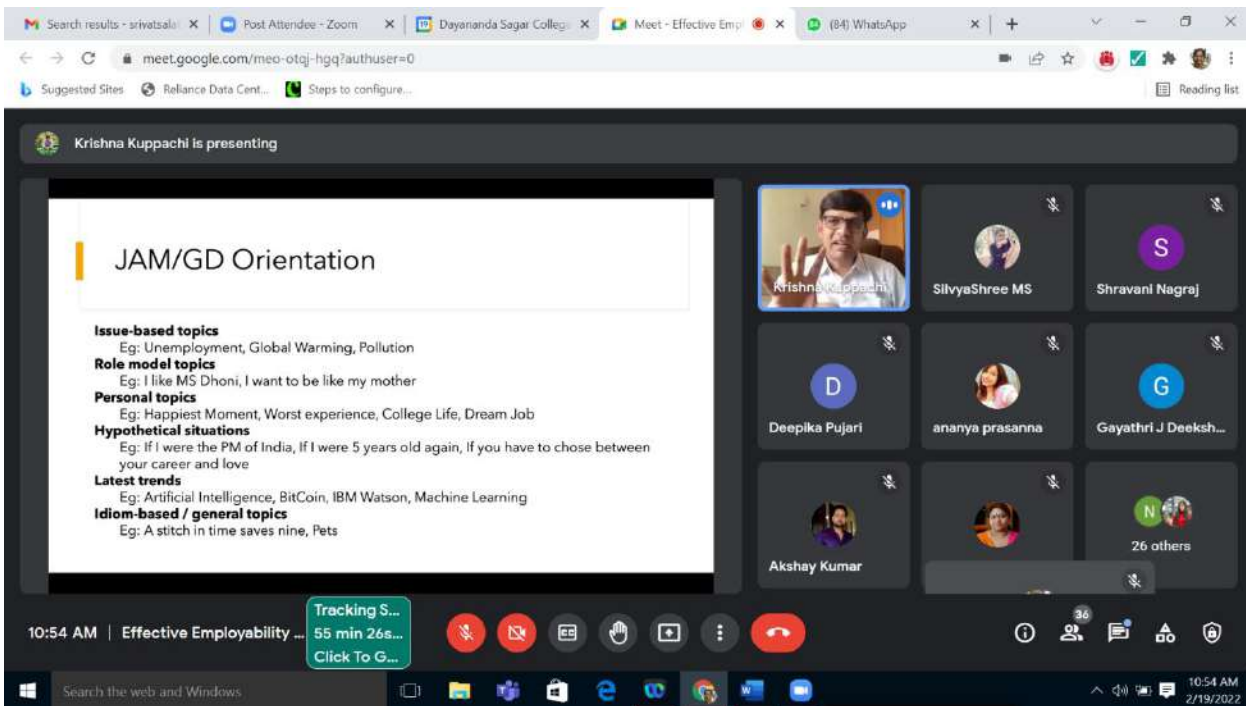 Search results - srivatsala
Post Attendee - Zoom
Dayananda Sagar College
Meet - Effective Emp
(84) WhatsApp
meet.google.com/meo-otqj-hgq?authuser=0
Suggested Sites
Reliance Data Cent...
Steps to configure...
Reading list
Krishna Kuppachi is presenting
JAM/GD Orientation
Issue-based topics
Eg: Unemployment, Global Warming, Pollution
Role model topics
Eg: I like MS Dhoni, I want to be like my mother
Personal topics
Eg: Happiest Moment, Worst experience, College Life, Dream Job
Hypothetical situations
Eg: If I were the PM of India, If I were 5 years old again, If you have to chose between
your career and love
Latest trends
Eg: Artificial Intelligence, BitCoin, IBM Watson, Machine Learning
Idiom-based / general topics
Eg: A stitch in time saves nine, Pets
Krishna Kuppachi
SilvyaShree MS
S
Shravani Nagraj
D
Deepika Pujari
ananya prasanna
G
Gayathri J Deeksh...
Akshay Kumar
N
26 others
10:54 AM | Effective Employability ...
Tracking S...
55 min 26s...
Click To G...
36
Search the web and Windows
10:54 AM
2/19/2022